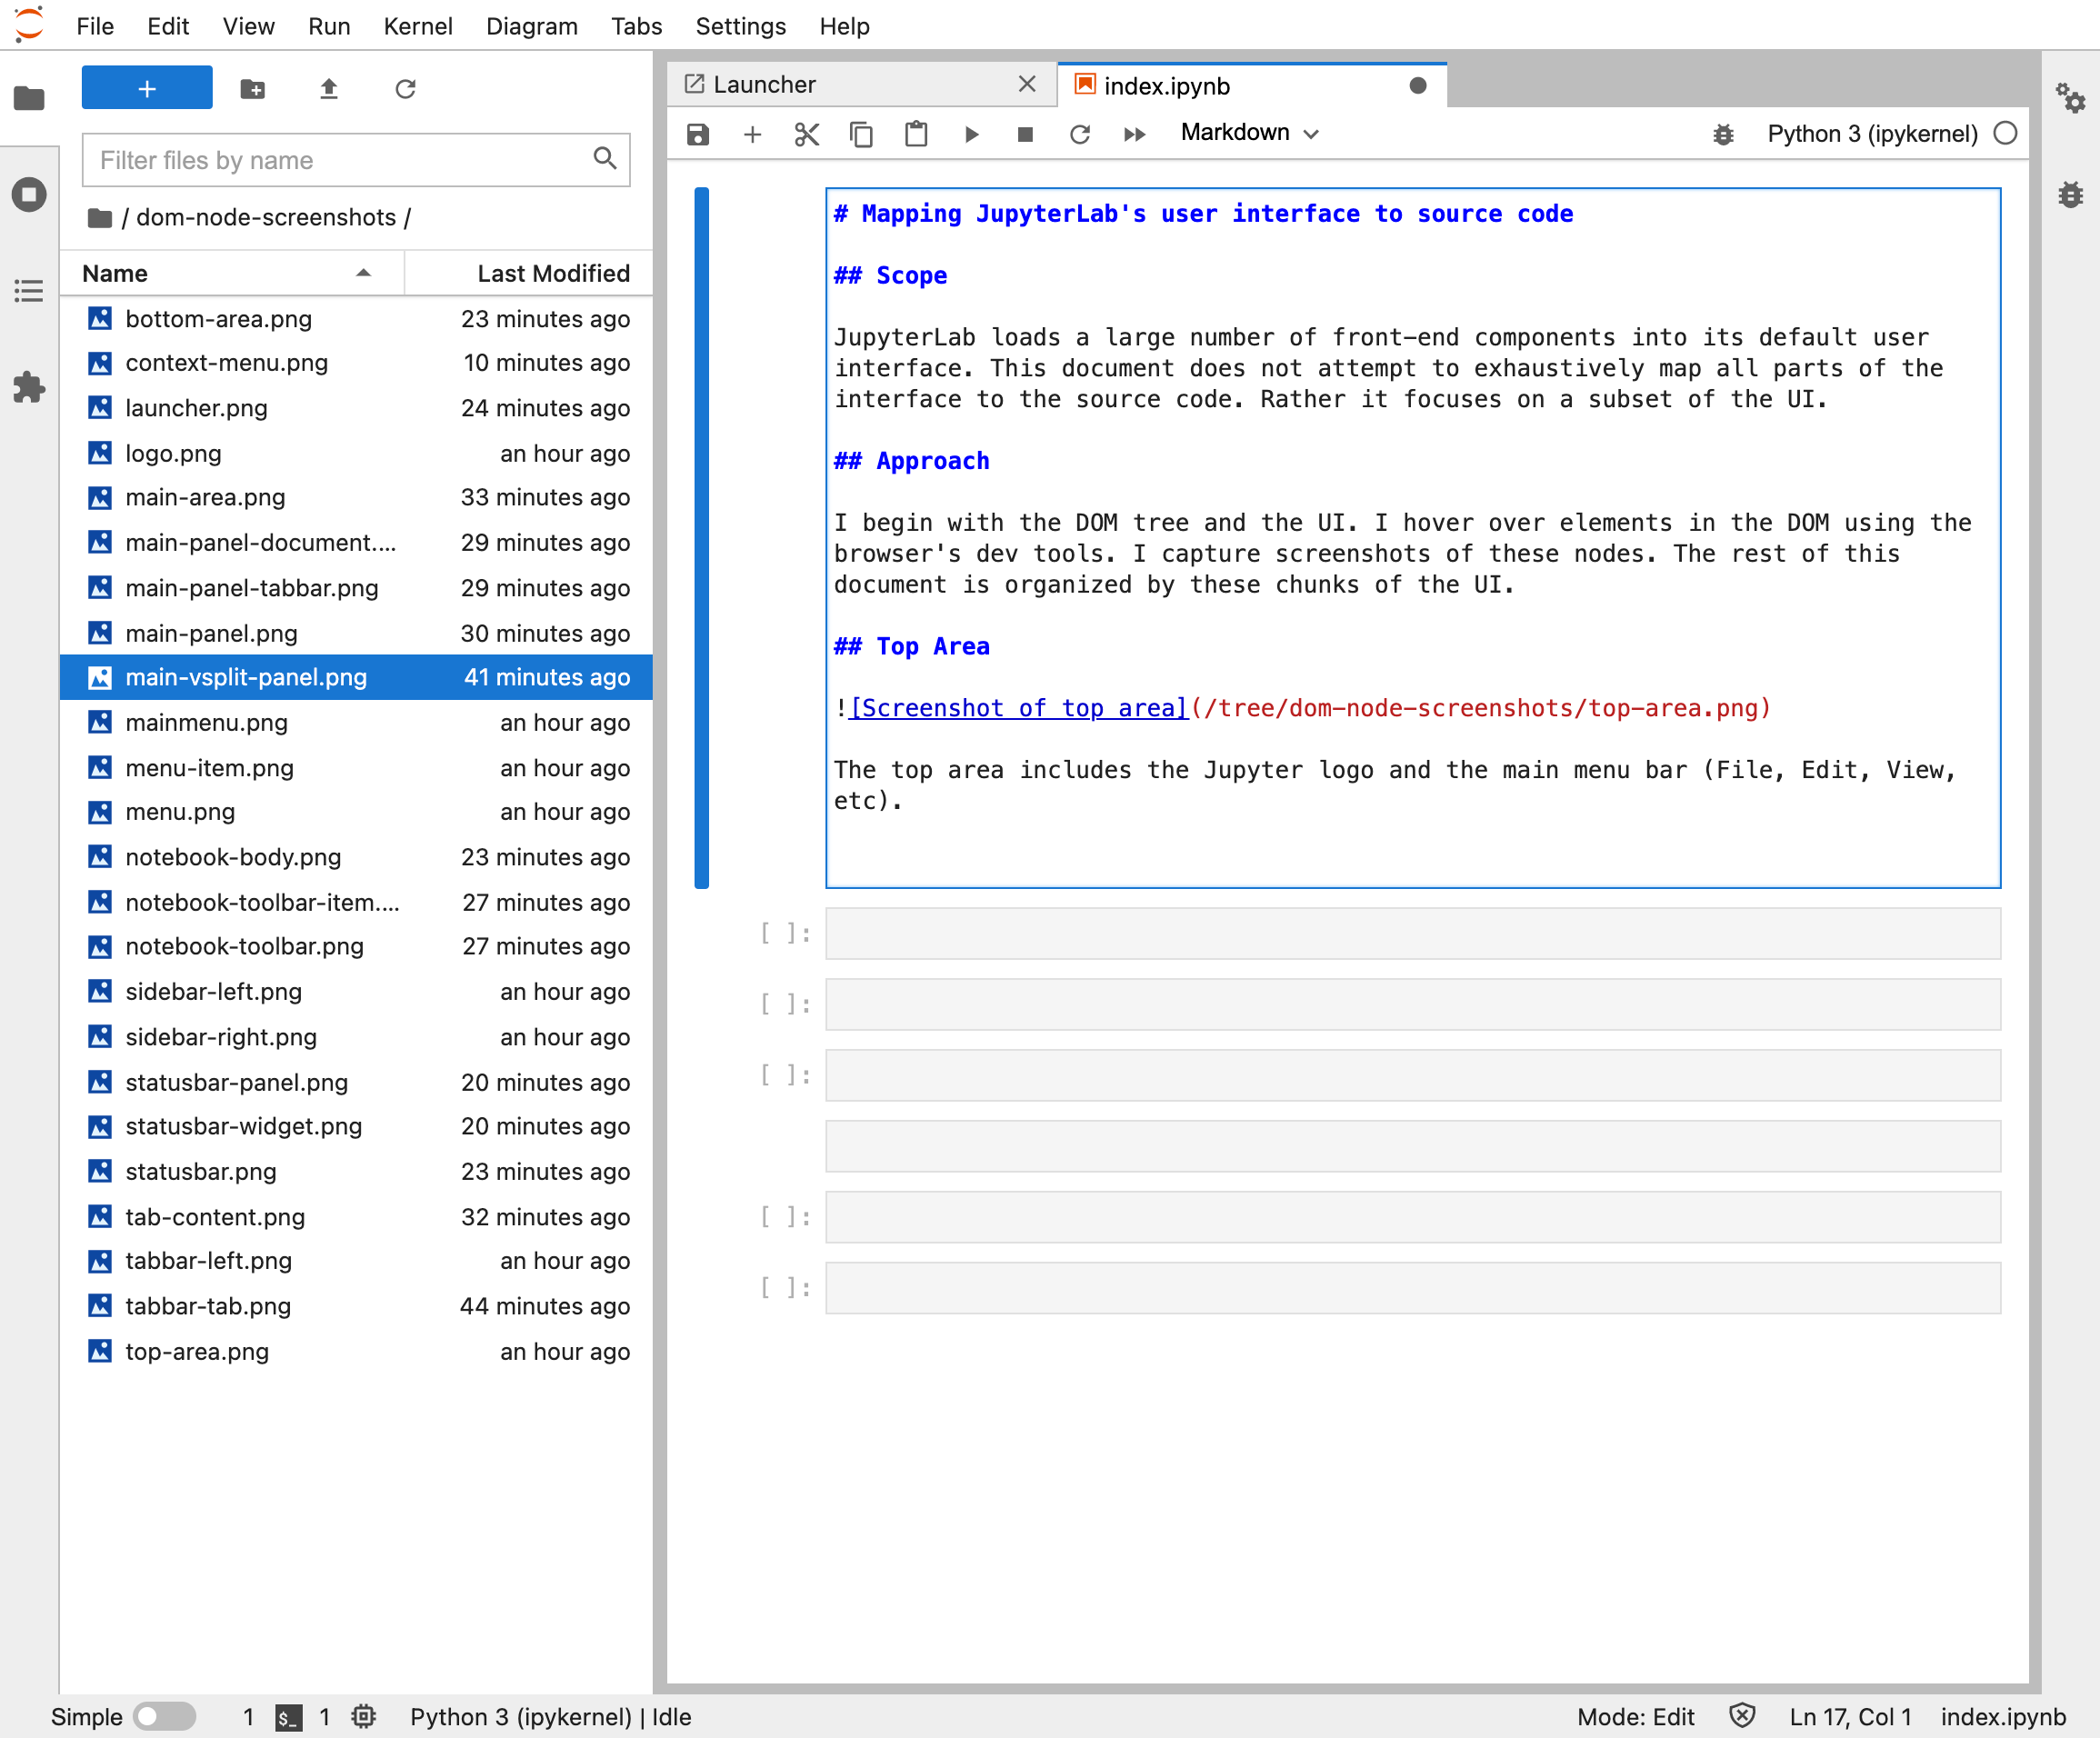 File Edit View Run Kernel Diagram Tabs Settings Help
+
Filter files by name
/ dom-node-screenshots /
Name Last Modified
bottom-area.png 23 minutes ago
context-menu.png 10 minutes ago
launcher.png 24 minutes ago
logo.png an hour ago
main-area.png 33 minutes ago
main-panel-document.... 29 minutes ago
main-panel-tabbar.png 29 minutes ago
main-panel.png 30 minutes ago
main-vsplit-panel.png 41 minutes ago
mainmenu.png an hour ago
menu-item.png an hour ago
menu.png an hour ago
notebook-body.png 23 minutes ago
notebook-toolbar-item.... 27 minutes ago
notebook-toolbar.png 27 minutes ago
sidebar-left.png an hour ago
sidebar-right.png an hour ago
statusbar-panel.png 20 minutes ago
statusbar-widget.png 20 minutes ago
statusbar.png 23 minutes ago
tab-content.png 32 minutes ago
tabbar-left.png an hour ago
tabbar-tab.png 44 minutes ago
top-area.png an hour ago
Launcher index.ipynb
Markdown Python 3 (ipykernel)
# Mapping JupyterLab's user interface to source code
## Scope
JupyterLab loads a large number of front-end components into its default user
interface. This document does not attempt to exhaustively map all parts of the
interface to the source code. Rather it focuses on a subset of the UI.
## Approach
I begin with the DOM tree and the UI. I hover over elements in the DOM using the
browser's dev tools. I capture screenshots of these nodes. The rest of this
document is organized by these chunks of the UI.
## Top Area
![Screenshot of top area](/tree/dom-node-screenshots/top-area.png)
The top area includes the Jupyter logo and the main menu bar (File, Edit, View,
etc).
[ ]:
[ ]:
[ ]:
[ ]:
[ ]:
Simple 1 $_ 1 Python 3 (ipykernel) | Idle Mode: Edit Ln 17, Col 1 index.ipynb